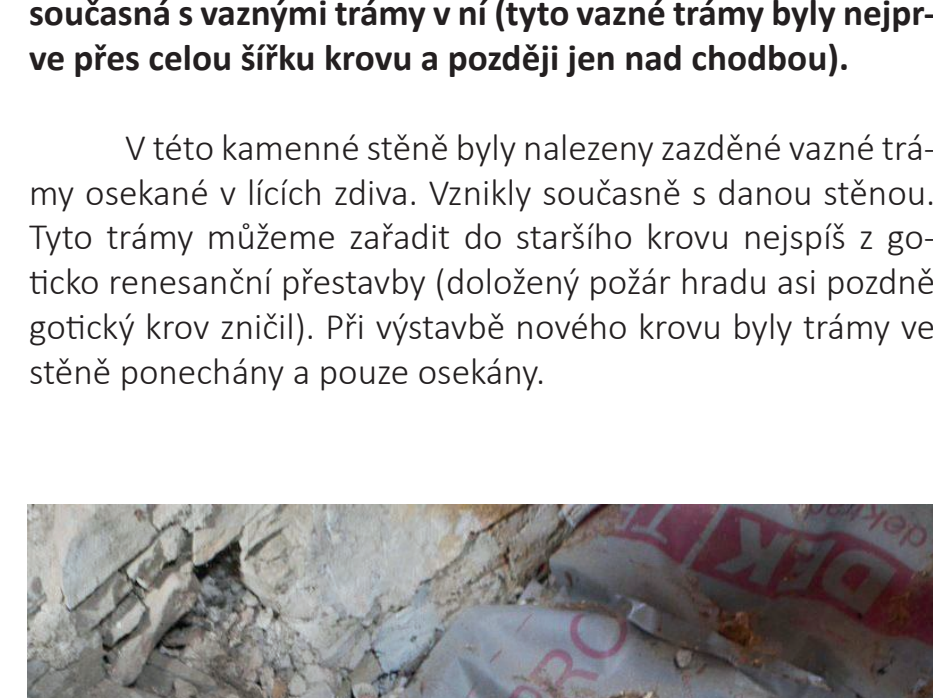 současná s vaznými trámy v ní (tyto vazné trámy byly nejpr-
ve přes celou šířku krovu a později jen nad chodbou).
V této kamenné stěně byly nalezeny zazděné vazné trá-
my osekané v lících zdiva. Vznikly současně s danou stěnou.
Tyto trámy můžeme zařadit do staršího krovu nejspíš z go-
ticko renesanční přestavby (doložený požár hradu asi pozdně
gotický krov zničil). Při výstavbě nového krovu byly trámy ve
stěně ponechány a pouze osekány.
DEK
PRO